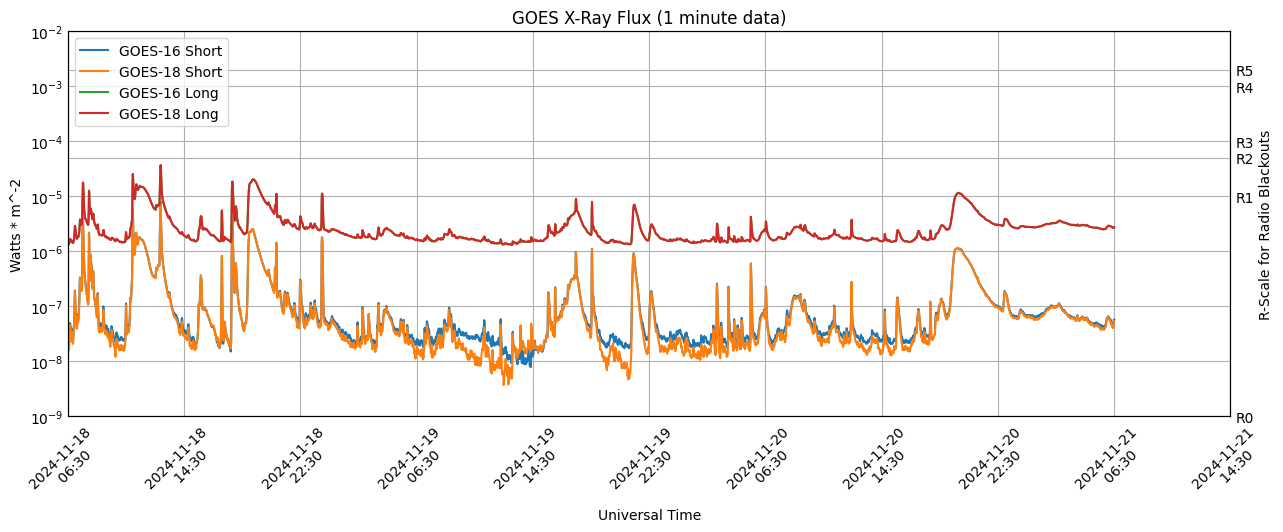 GOES X-Ray Flux (1 minute data)
GOES-16 Short
GOES-18 Short
GOES-16 Long
GOES-18 Long
10^-2
10^-3
10^-4
10^-5
10^-6
10^-7
10^-8
10^-9
Watts * m^-2
R5
R4
R3
R2
R1
R0
R-Scale for Radio Blackouts
2024-11-18
06:30
2024-11-18
14:30
2024-11-18
22:30
2024-11-19
06:30
2024-11-19
14:30
2024-11-19
22:30
2024-11-20
06:30
2024-11-20
14:30
2024-11-20
22:30
2024-11-21
06:30
2024-11-21
14:30
Universal Time